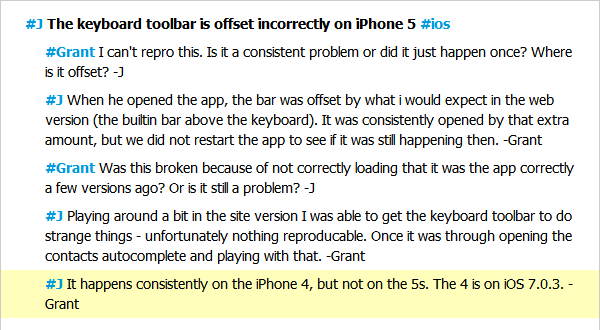 #J The keyboard toolbar is offset incorrectly on iPhone 5 #ios
#Grant I can't repro this. Is it a consistent problem or did it just happen once? Where
is it offset? -J
#J When he opened the app, the bar was offset by what i would expect in the web
version (the builtin bar above the keyboard). It was consistently opened by that extra
amount, but we did not restart the app to see if it was still happening then. -Grant
#Grant Was this broken because of not correctly loading that it was the app correctly
a few versions ago? Or is it still a problem? -J
#J Playing around a bit in the site version I was able to get the keyboard toolbar to do
strange things - unfortunately nothing reproducable. Once it was through opening the
contacts autocomplete and playing with that. -Grant
#J It happens consistently on the iPhone 4, but not on the 5s. The 4 is on iOS 7.0.3. -
Grant